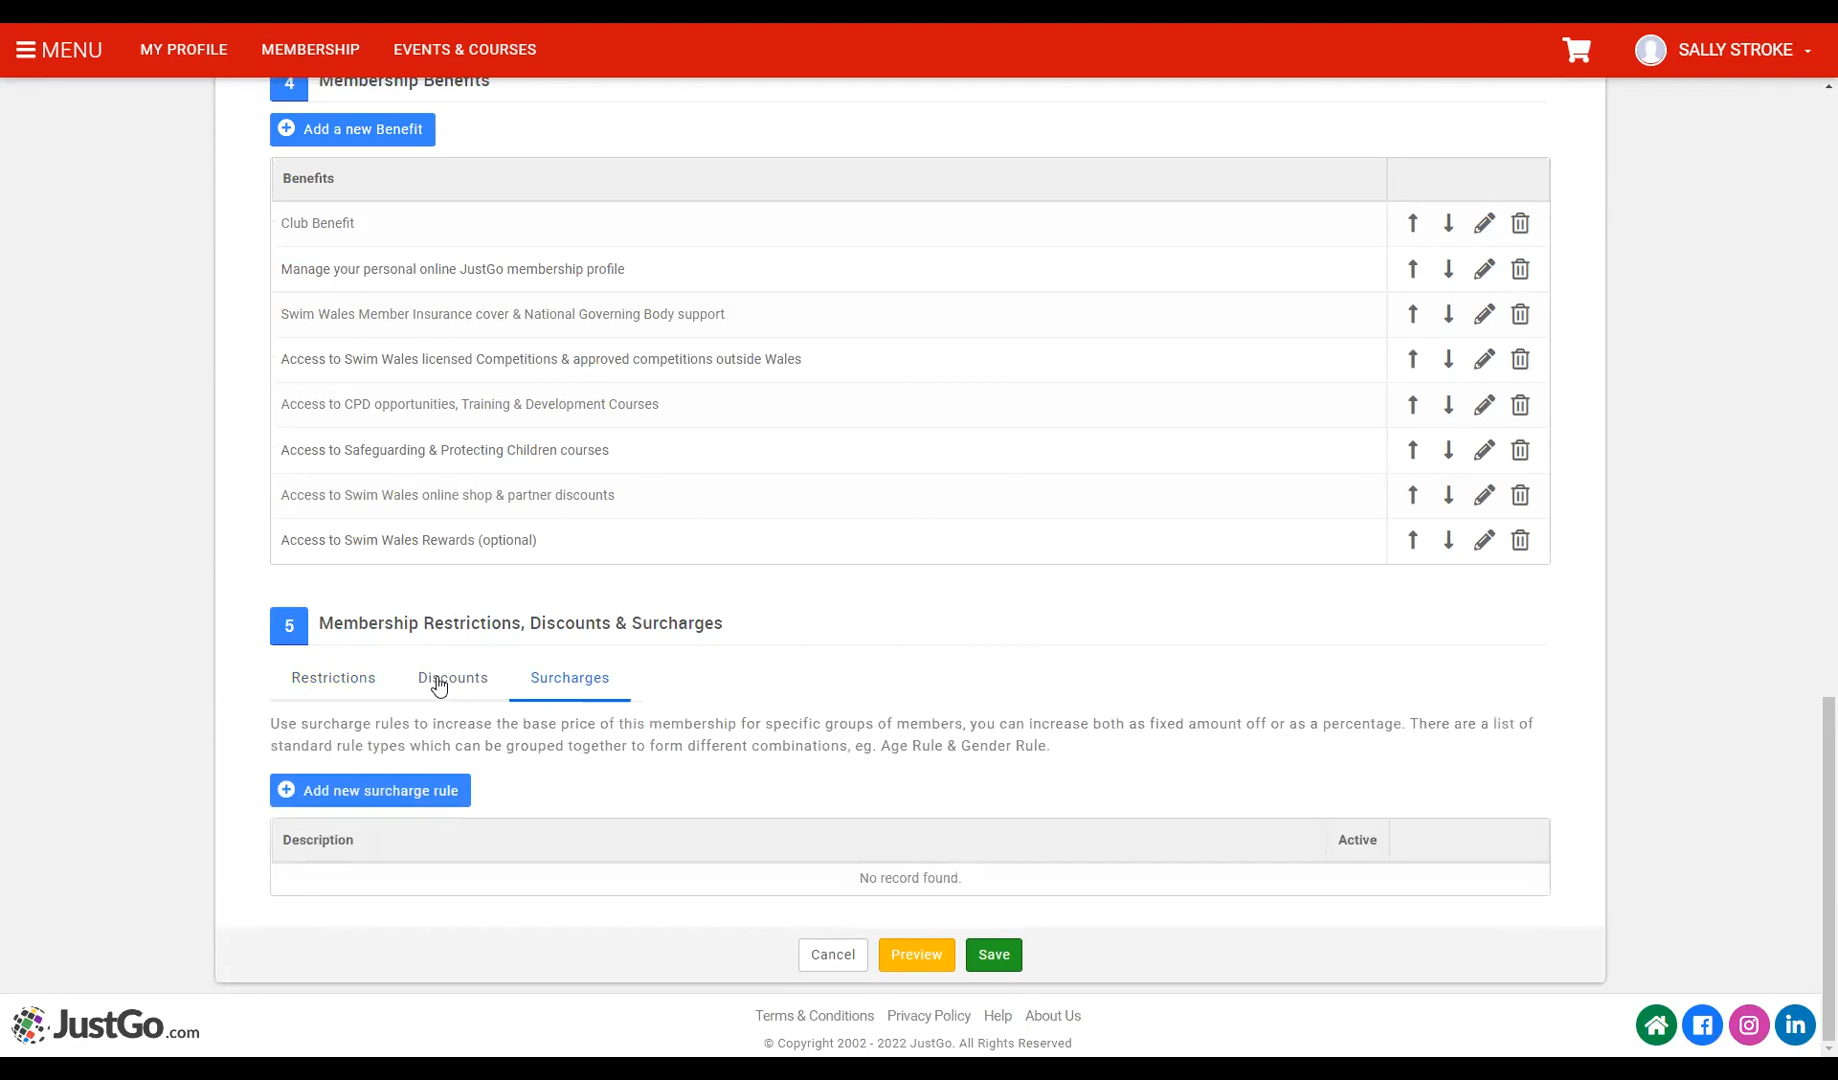 MENU
MY PROFILE
MEMBERSHIP
EVENTS & COURSES
SALLY STROKE
4
Membership Benefits
Add a new Benefit
Benefits
Club Benefit
Manage your personal online JustGo membership profile
Swim Wales Member Insurance cover & National Governing Body support
Access to Swim Wales licensed Competitions & approved competitions outside Wales
Access to CPD opportunities, Training & Development Courses
Access to Safeguarding & Protecting Children courses
Access to Swim Wales online shop & partner discounts
Access to Swim Wales Rewards (optional)
5
Membership Restrictions, Discounts & Surcharges
Restrictions
Discounts
Surcharges
Use surcharge rules to increase the base price of this membership for specific groups of members, you can increase both as fixed amount off or as a percentage. There are a list of
standard rule types which can be grouped together to form different combinations, eg. Age Rule & Gender Rule.
Add new surcharge rule
Description
Active
No record found.
Cancel
Preview
Save
JustGo.com
Terms & Conditions
Privacy Policy
Help
About Us
© Copyright 2002 - 2022 JustGo. All Rights Reserved
in